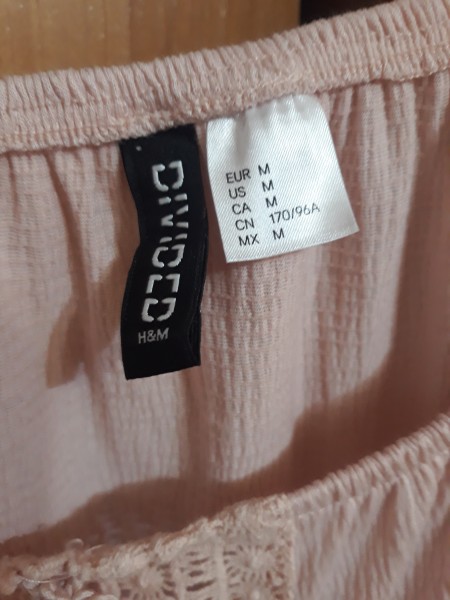 DIVIDED
H&M
EUR M
US M
CA M
CN 170/96A
MX M